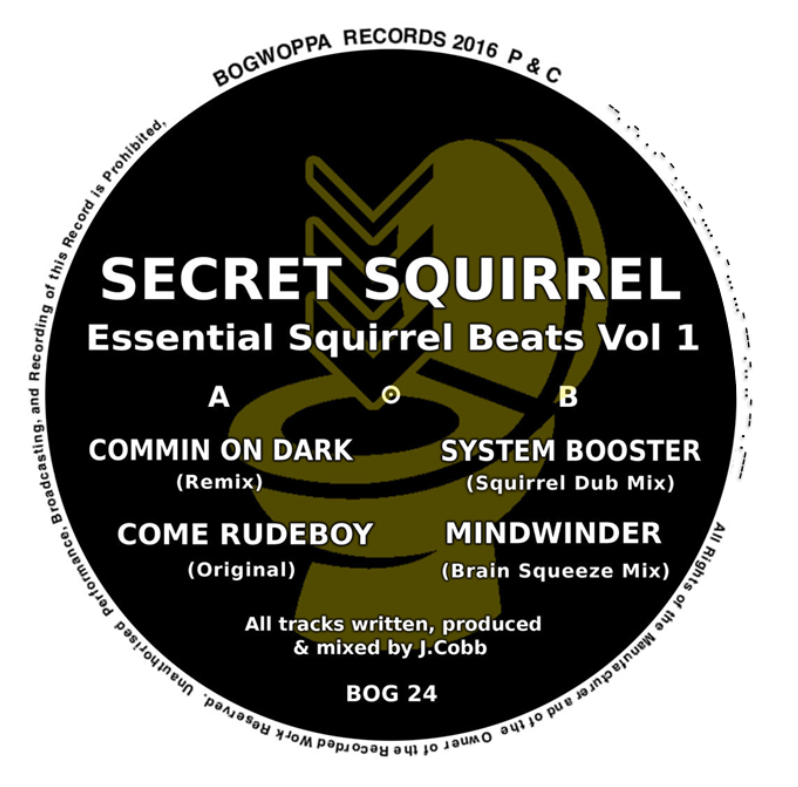 BOGWOPPA RECORDS 2016 P & C
SECRET SQUIRREL
Essential Squirrel Beats Vol 1
A B
COMMIN ON DARK
(Remix)
SYSTEM BOOSTER
(Squirrel Dub Mix)
COME RUDEBOY
(Original)
MINDWINDER
(Brain Squeeze Mix)
All tracks written, produced
& mixed by J.Cobb
BOG 24
All Rights of the Manufacturer and of the Owner of the Recorded Work Reserved. Unauthorised Performance, Broadcasting, and Recording of this Record is Prohibited,